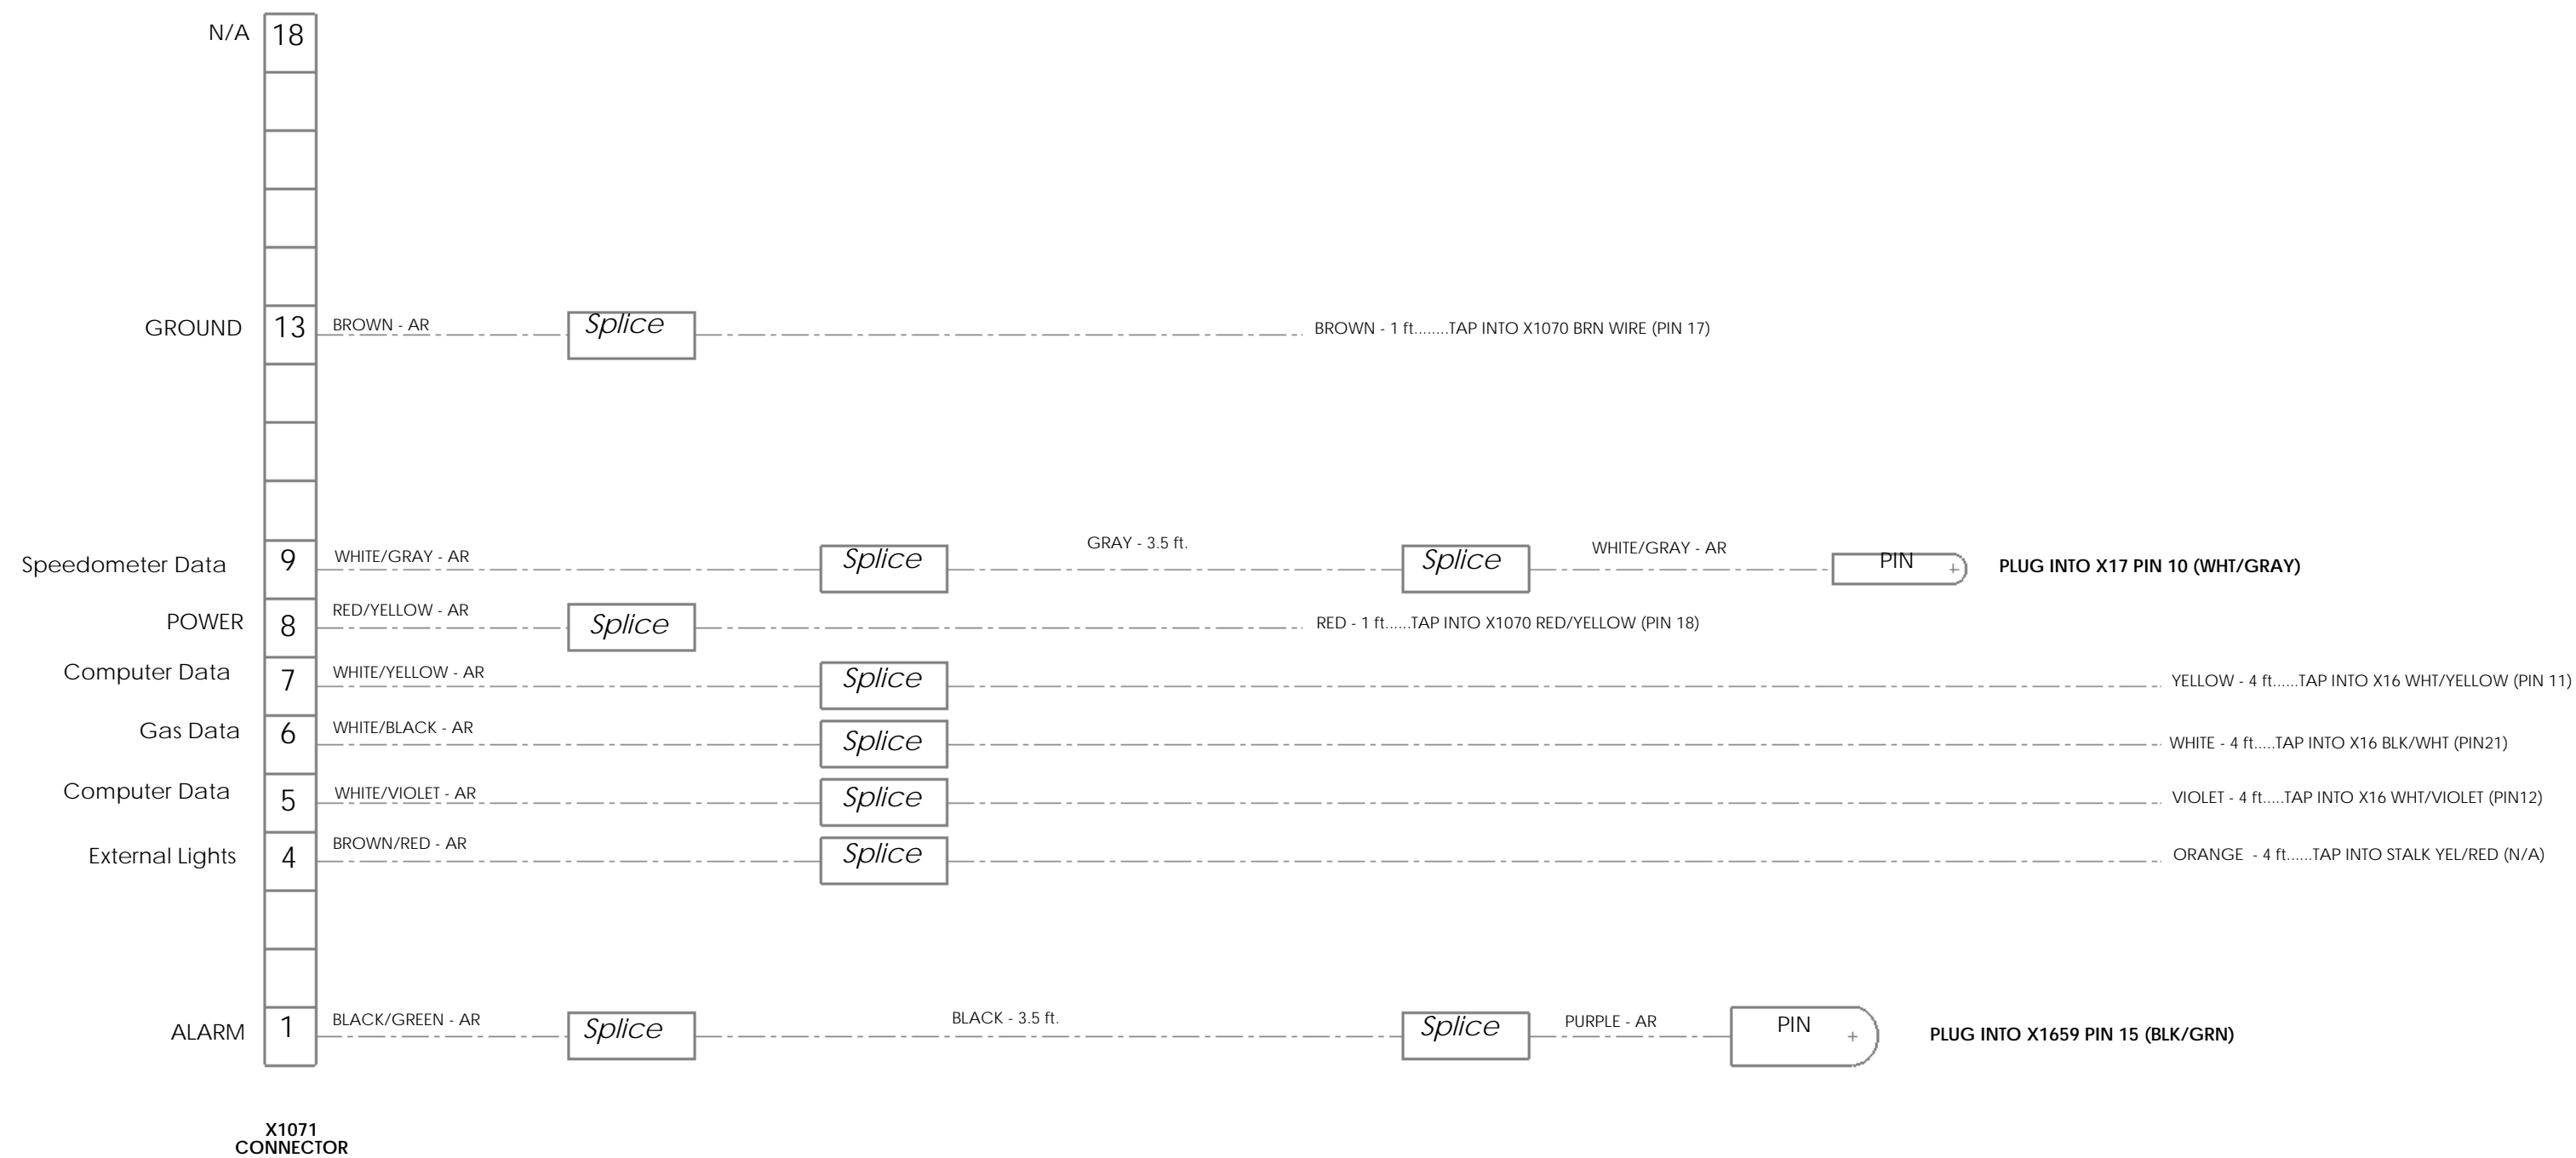 N/A 18
GROUND 13 BROWN - AR Splice BROWN - 1 ft........TAP INTO X1070 BRN WIRE (PIN 17)
Speedometer Data 9 WHITE/GRAY - AR Splice GRAY - 3.5 ft. Splice WHITE/GRAY - AR PIN PLUG INTO X17 PIN 10 (WHT/GRAY)
POWER 8 RED/YELLOW - AR Splice RED - 1 ft......TAP INTO X1070 RED/YELLOW (PIN 18)
Computer Data 7 WHITE/YELLOW - AR Splice YELLOW - 4 ft......TAP INTO X16 WHT/YELLOW (PIN 11)
Gas Data 6 WHITE/BLACK - AR Splice WHITE - 4 ft.....TAP INTO X16 BLK/WHT (PIN21)
Computer Data 5 WHITE/VIOLET - AR Splice VIOLET - 4 ft.....TAP INTO X16 WHT/VIOLET (PIN12)
External Lights 4 BROWN/RED - AR Splice ORANGE - 4 ft......TAP INTO STALK YEL/RED (N/A)
ALARM 1 BLACK/GREEN - AR Splice BLACK - 3.5 ft. Splice PURPLE - AR PIN PLUG INTO X1659 PIN 15 (BLK/GRN)
X1071
CONNECTOR